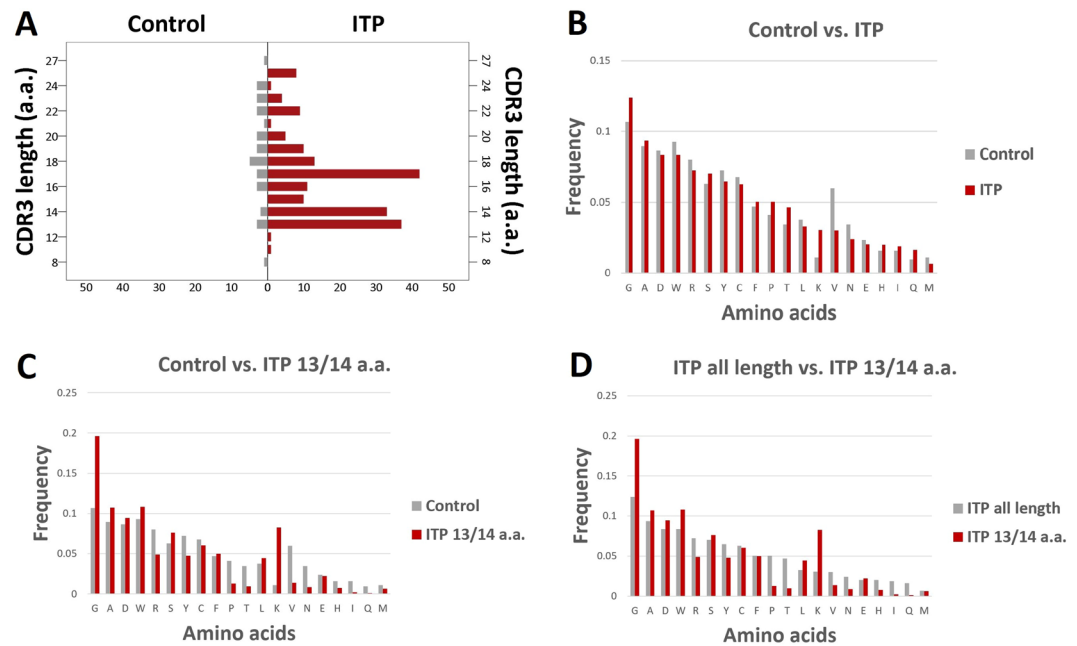 A
Control ITP
CDR3 length (a.a.)
27
24
22
20
18
16
14
12
8
27
24
22
20
18
16
14
12
8
CDR3 length (a.a.)
50 40 30 20 10 0 0 10 20 30 40 50
B
Control vs. ITP
Frequency
0.15
0.1
0.05
0
G A D W R S Y C F P T L K V N E H I Q M
Amino acids
Control
ITP
C
Control vs. ITP 13/14 a.a.
Frequency
0.25
0.2
0.15
0.1
0.05
0
G A D W R S Y C F P T L K V N E H I Q M
Amino acids
Control
ITP 13/14 a.a.
D
ITP all length vs. ITP 13/14 a.a.
Frequency
0.25
0.2
0.15
0.1
0.05
0
G A D W R S Y C F P T L K V N E H I Q M
Amino acids
ITP all length
ITP 13/14 a.a.